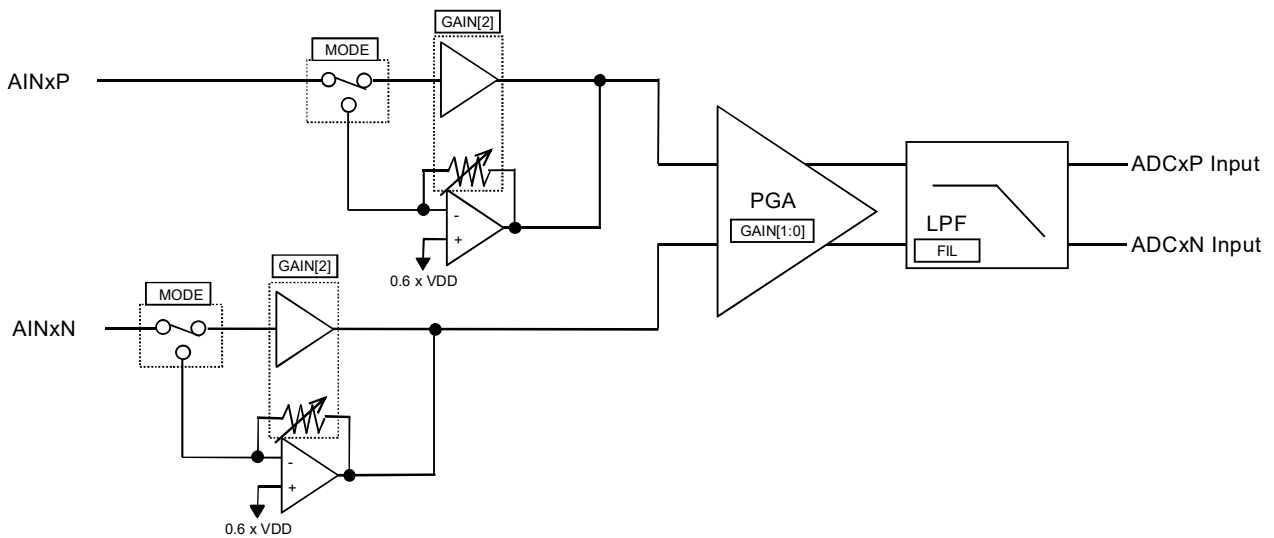 GAIN[2]
MODE
AINxP
PGA
GAIN[1:0]
LPF
FIL
ADCxP Input
ADCxN Input
-
+
0.6 x VDD
GAIN[2]
MODE
AINxN
-
+
0.6 x VDD